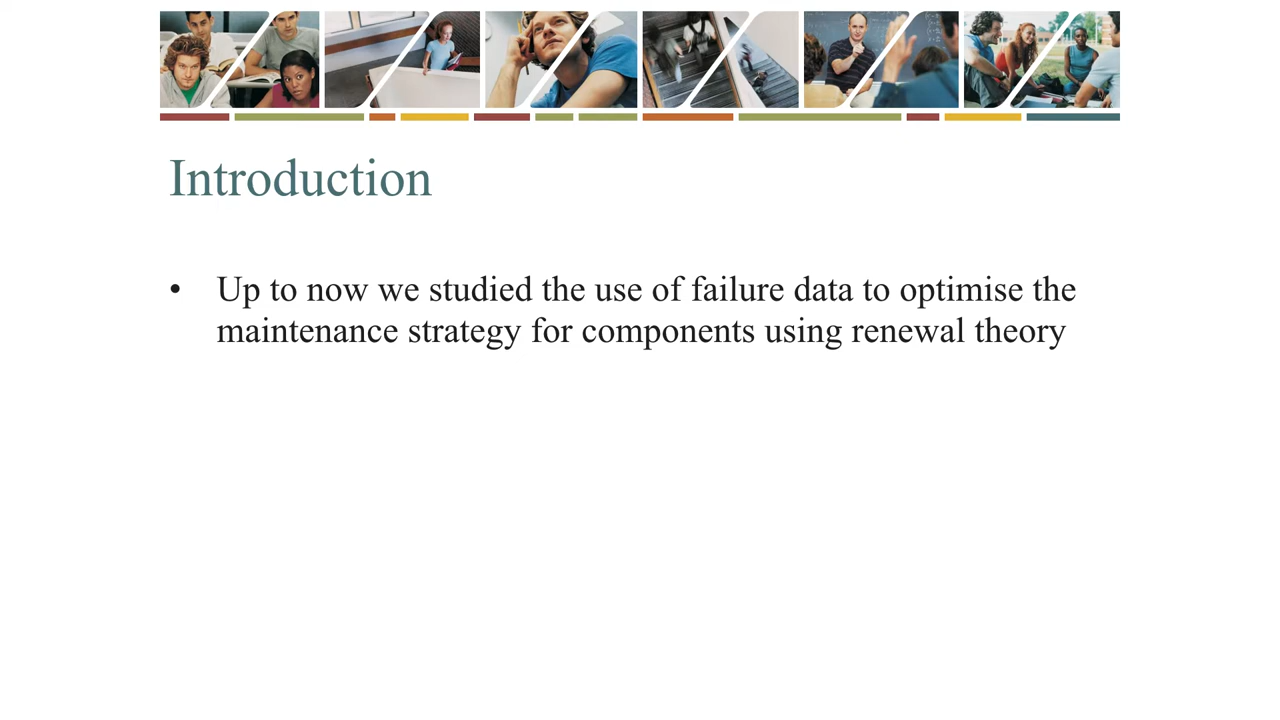 Introduction
• Up to now we studied the use of failure data to optimise the
maintenance strategy for components using renewal theory